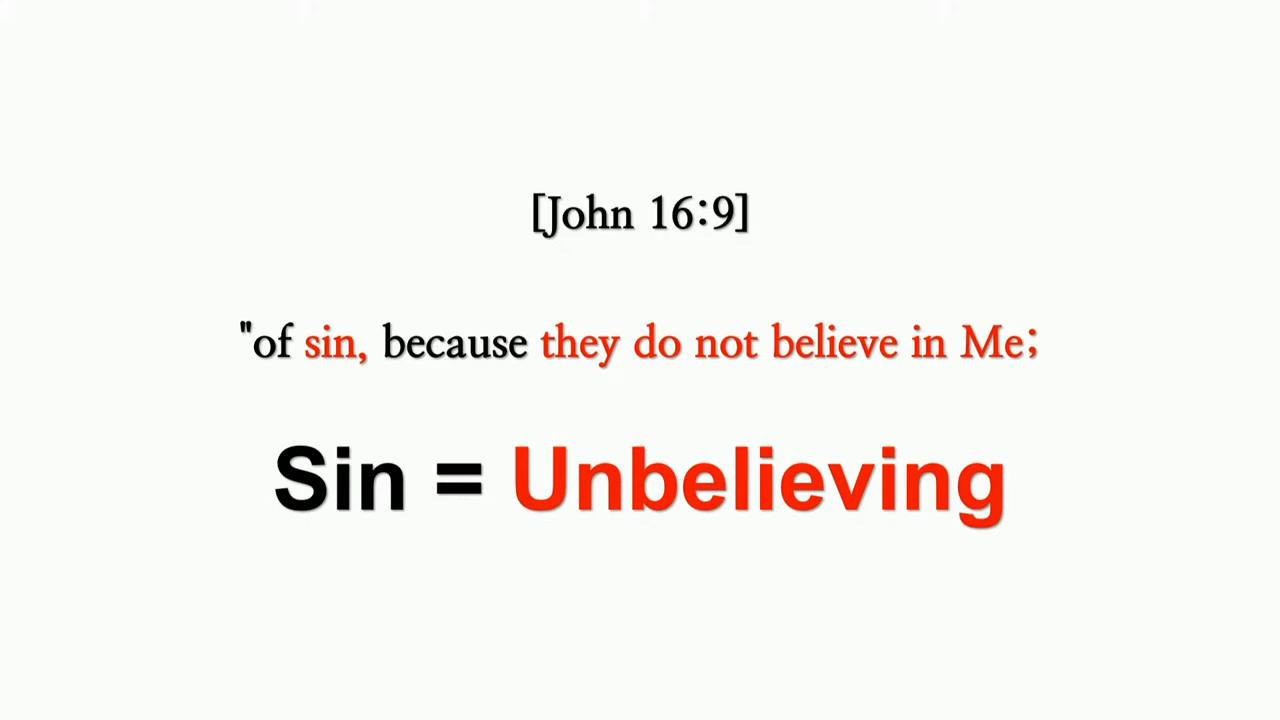 [John 16:9]
"of sin, because they do not believe in Me;
Sin = Unbelieving